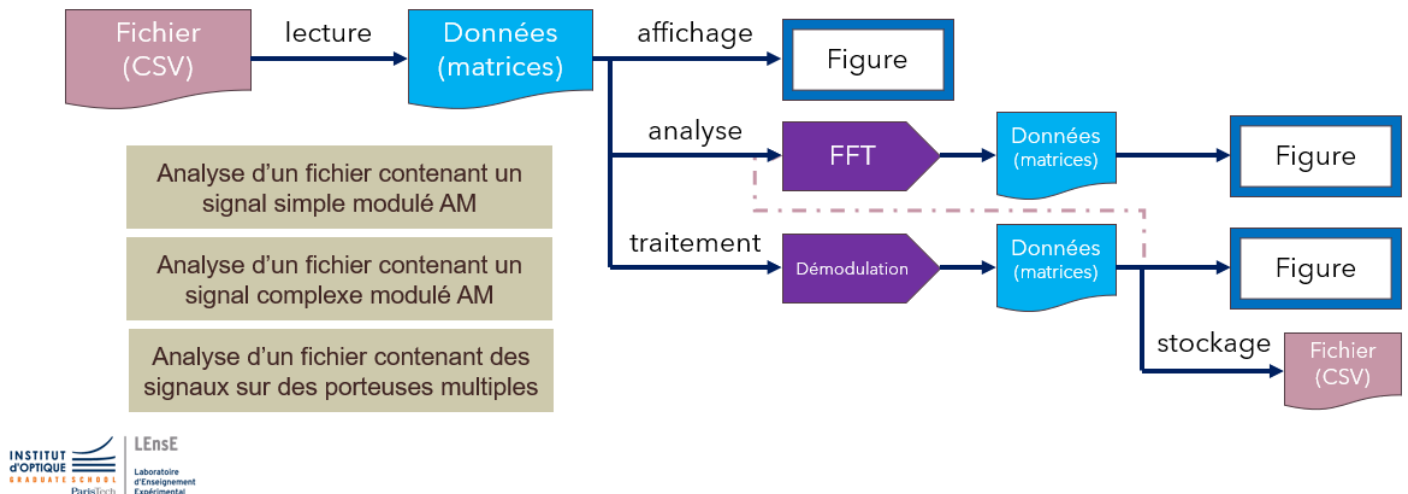 Fichier
(CSV)
lecture
Données
(matrices)
affichage
Figure
analyse
FFT
Données
(matrices)
Figure
Analyse d'un fichier contenant un
signal simple modulé AM
traitement
Démodulation
Données
(matrices)
Figure
Analyse d'un fichier contenant un
signal complexe modulé AM
stockage
Fichier
(CSV)
Analyse d'un fichier contenant des
signaux sur des porteuses multiples
INSTITUT
d'OPTIQUE
GRADUATE SCHOOL
ParisTech
LEnsE
Laboratoire
d'Enseignement
Expérimental